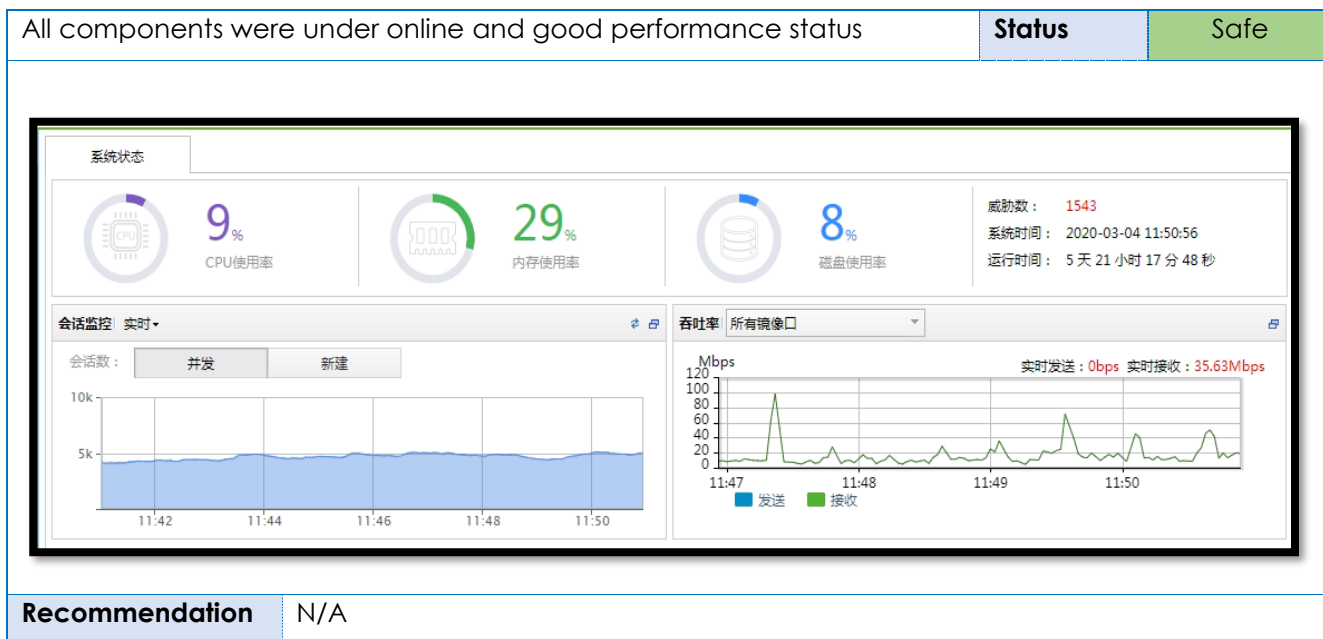 All components were under online and good performance status Status Safe
系统状态
9% 29% 8%
CPU使用率 内存使用率 磁盘使用率
CPU
威胁数： 1543
系统时间： 2020-03-04 11:50:56
运行时间： 5 天 21 小时 17 分 48 秒
会话监控 实时
会话数： 并发 新建
10k
5k
11:42 11:44 11:46 11:48 11:50
吞吐率 所有镜像口
Mbps
实时发送：0bps 实时接收：35.63Mbps
120
100
80
60
40
20
0
11:47 11:48 11:49 11:50
发送 接收
Recommendation N/A